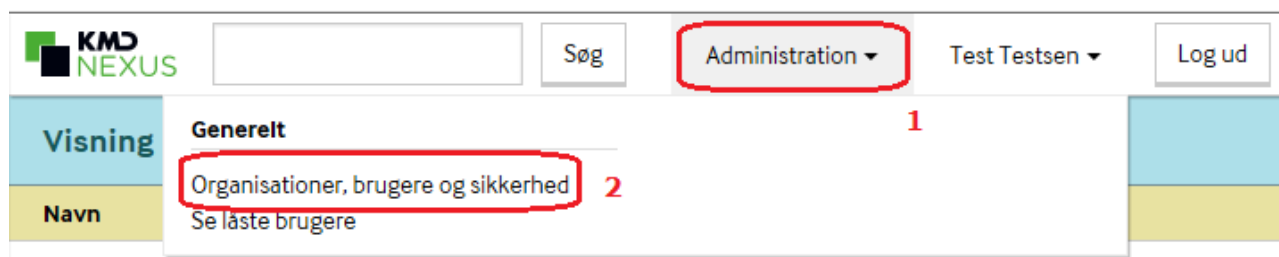 KMD
NEXUS
Søg
Administration
Test Testsen
Log ud
1
Visning
Generelt
Organisationer, brugere og sikkerhed
2
Navn
Se låste brugere